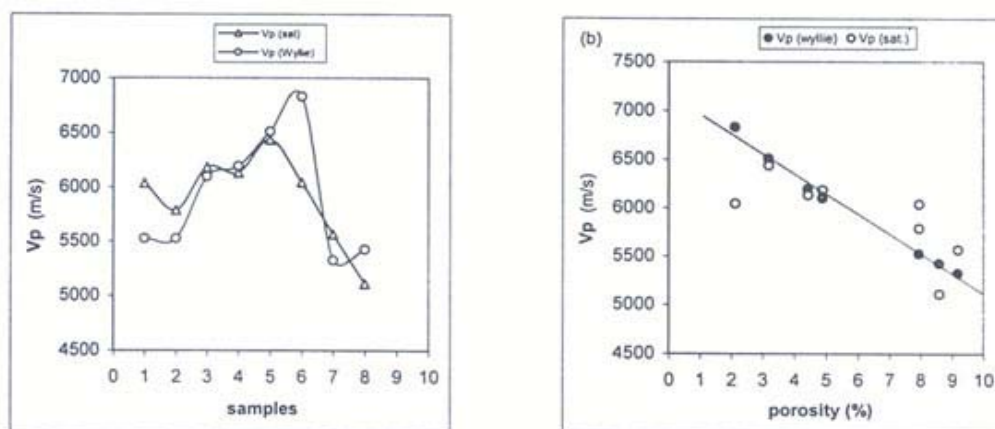 Vp (sat)
Vp (Wyllie)
7000
6500
6000
5500
5000
4500
Vp (m/s)
0 1 2 3 4 5 6 7 8 9 10
samples
(b)
Vp (wyllie) Vp (sat.)
7500
7000
6500
6000
5500
5000
4500
Vp (m/s)
0 1 2 3 4 5 6 7 8 9 10
porosity (%)